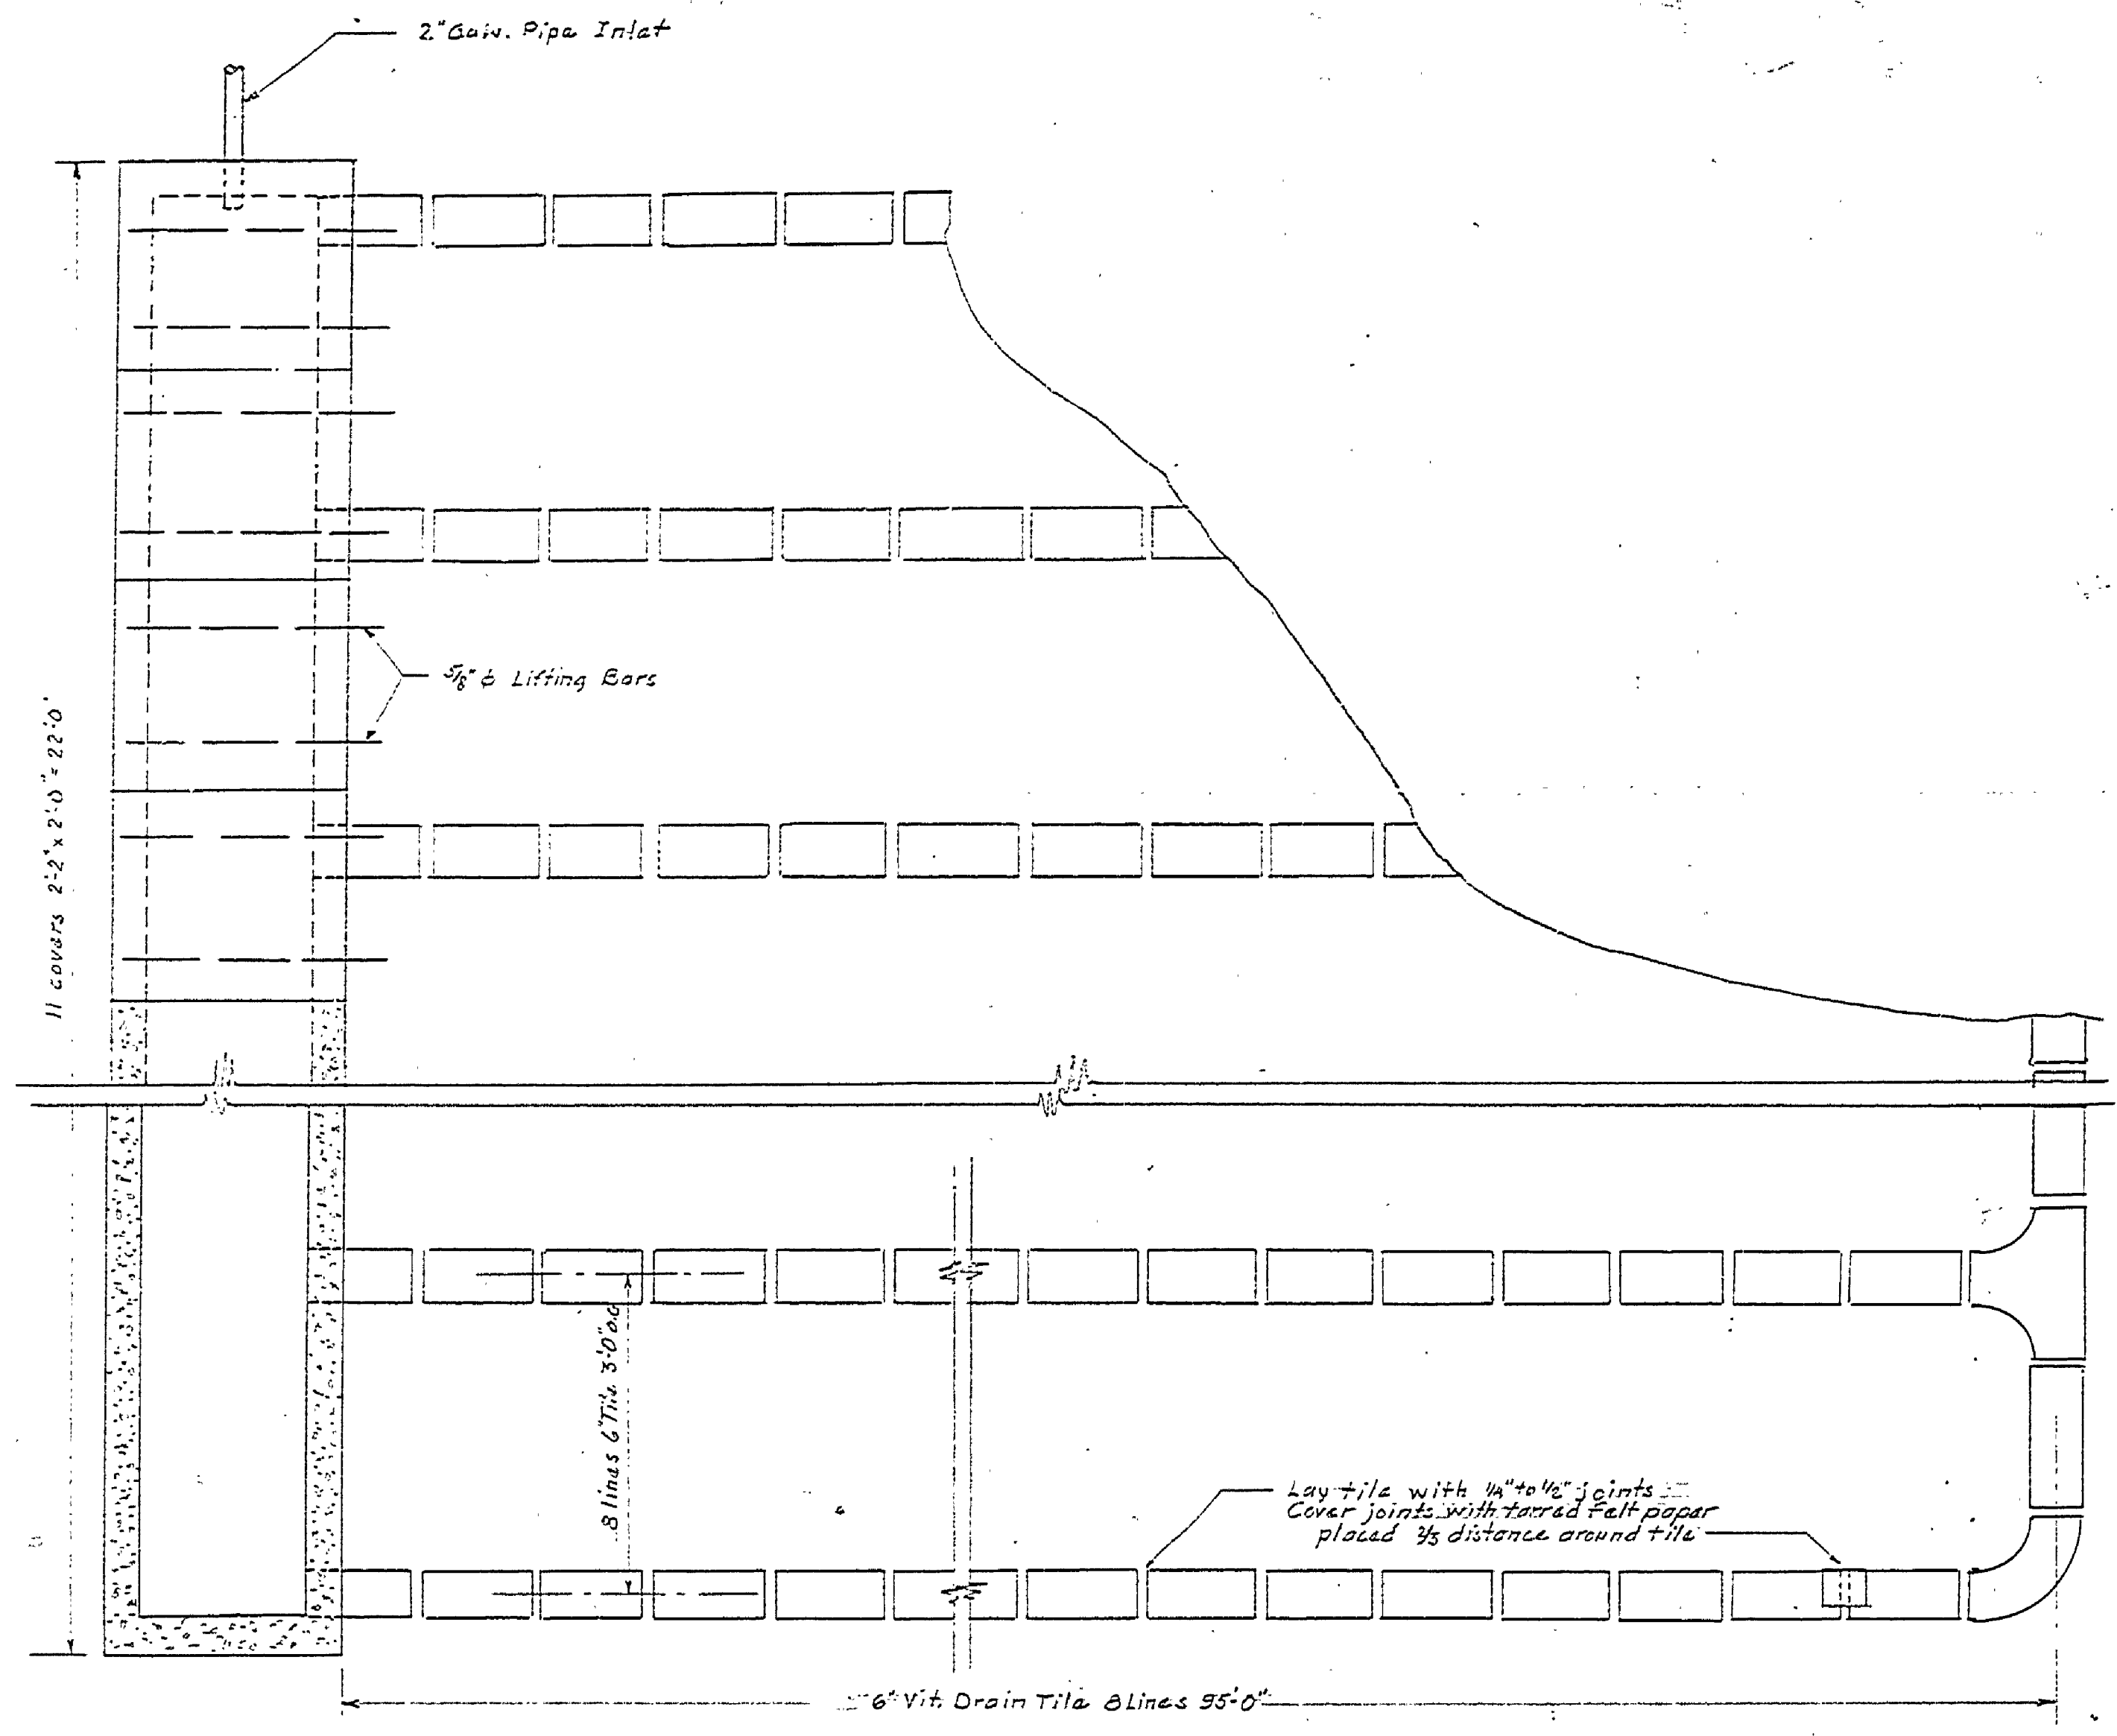 2" Galv. Pipe Inlet
5/8" ϕ Lifting Bars
11 covers 2'-2" x 2'-0" = 22'-0"
8 lines 6" Tile 3'-0" o.c.
Lay tile with 1/4" to 1/2" joints
Cover joints with tarred felt paper
placed 2/3 distance around tile
6" Vit. Drain Tile 8 Lines 95'-0"